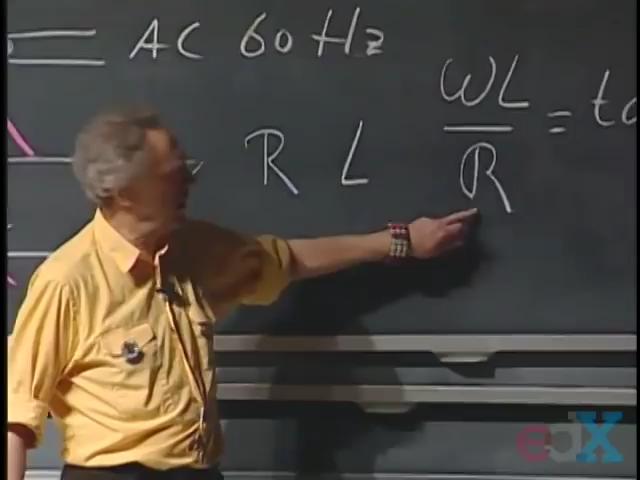 AC 60 Hz
R L ωL/R = ta
edX